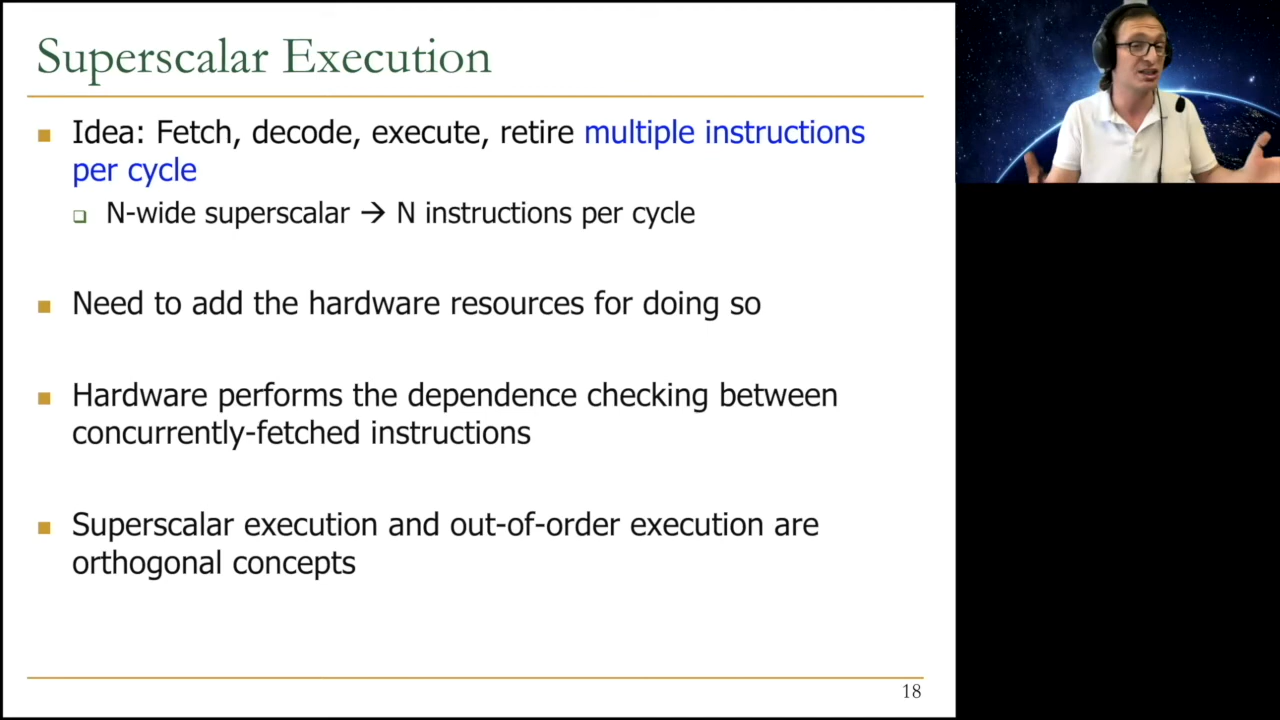 Superscalar Execution
Idea: Fetch, decode, execute, retire multiple instructions
per cycle
N-wide superscalar → N instructions per cycle
Need to add the hardware resources for doing so
Hardware performs the dependence checking between
concurrently-fetched instructions
Superscalar execution and out-of-order execution are
orthogonal concepts
18